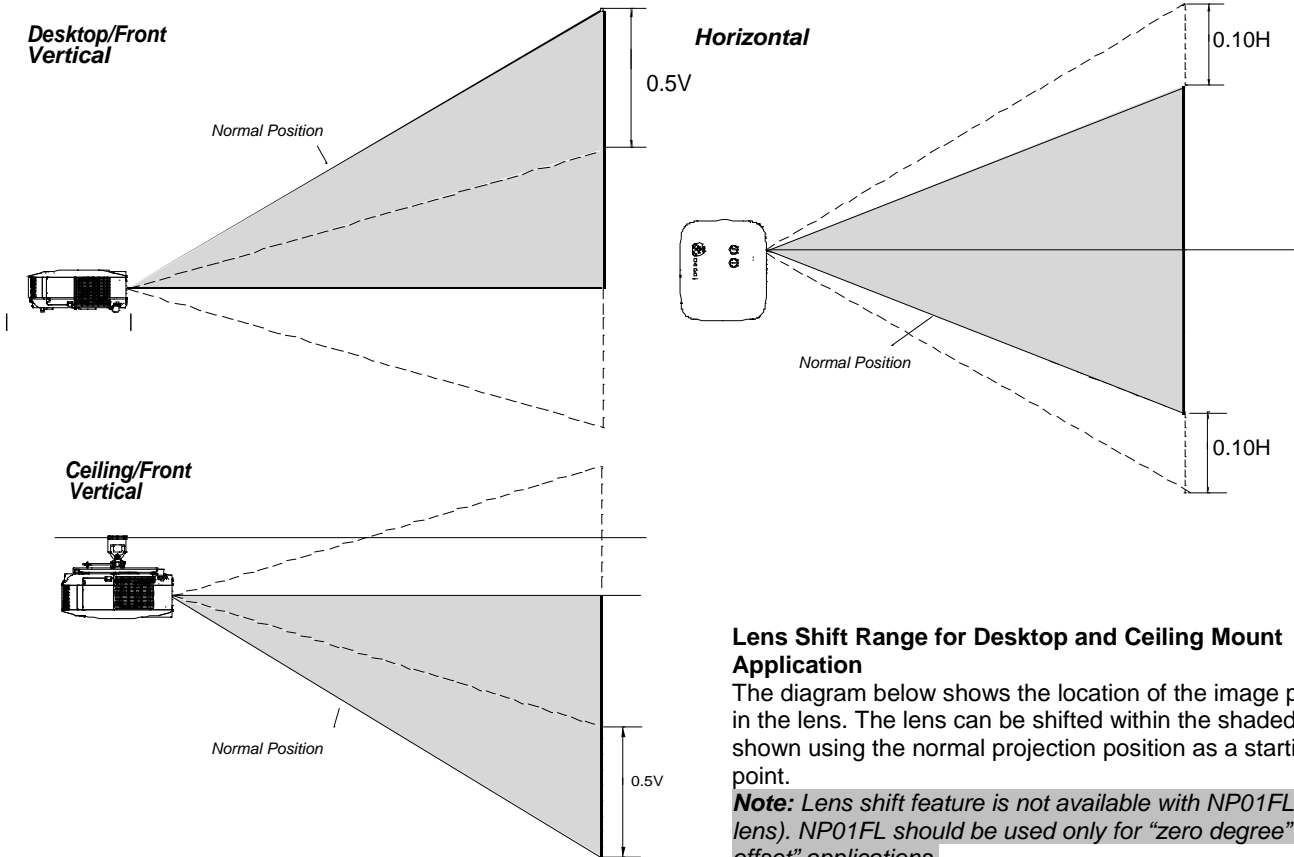 Desktop/Front
Vertical
0.5V
Normal Position
Horizontal
0.10H
Normal Position
0.10H
Ceiling/Front
Vertical
Normal Position
0.5V
Lens Shift Range for Desktop and Ceiling Mount
Application
The diagram below shows the location of the image
in the lens. The lens can be shifted within the shaded
shown using the normal projection position as a
point.
Note: Lens shift feature is not available with NP01FL
lens). NP01FL should be used only for “zero degree”
offset” applications.